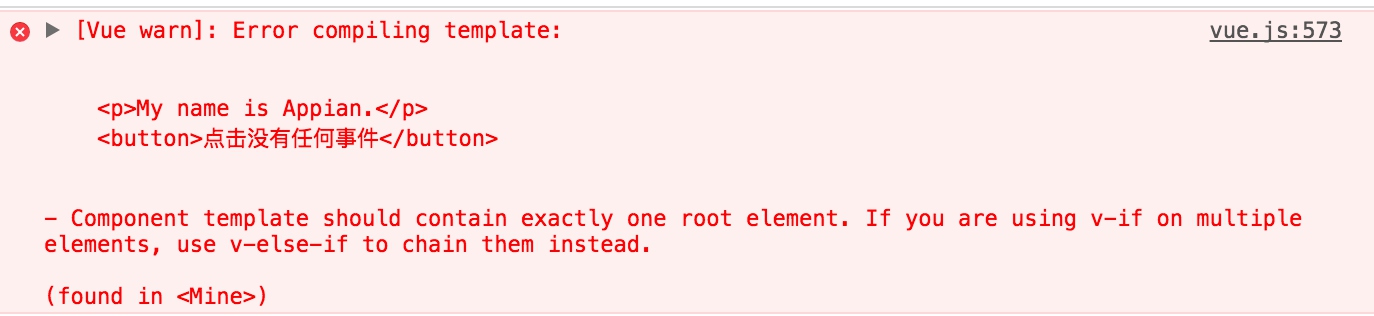 [Vue warn]: Error compiling template: vue.js:573
<p>My name is Appian.</p>
<button>点击没有任何事件</button>
– Component template should contain exactly one root element. If you are using v-if on multiple
elements, use v-else-if to chain them instead.
(found in <Mine>)